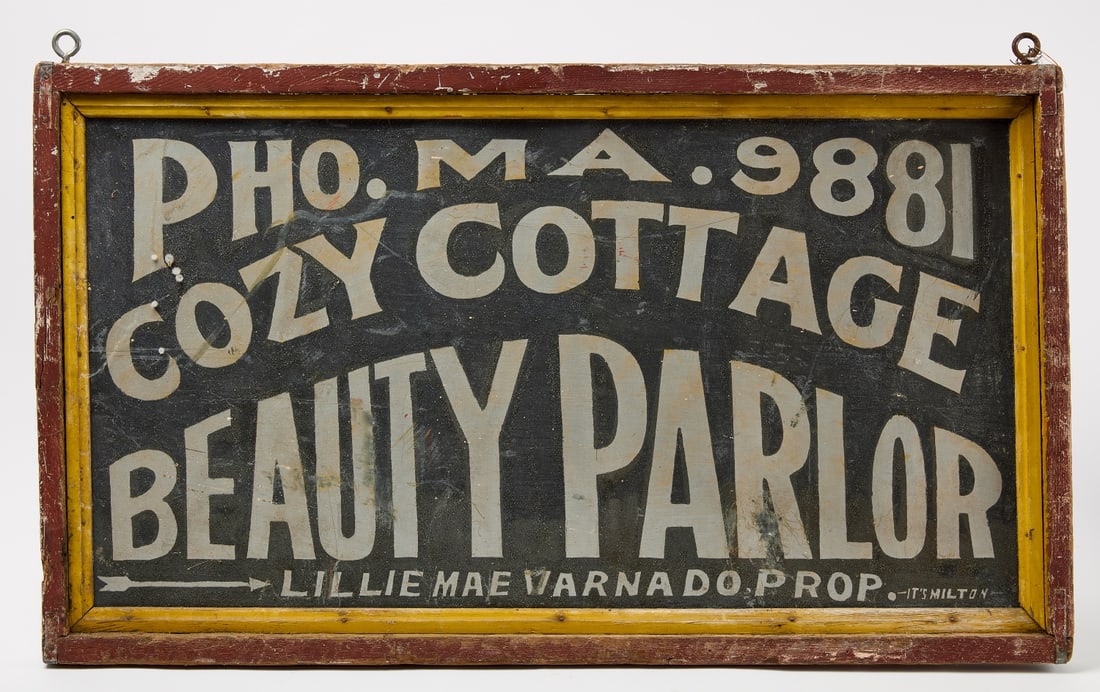 PHO. MA. 9881
COZY COTTAGE
BEAUTY PARLOR
LILLIE MAE VARNADO. PROP. -IT'S MILTON-